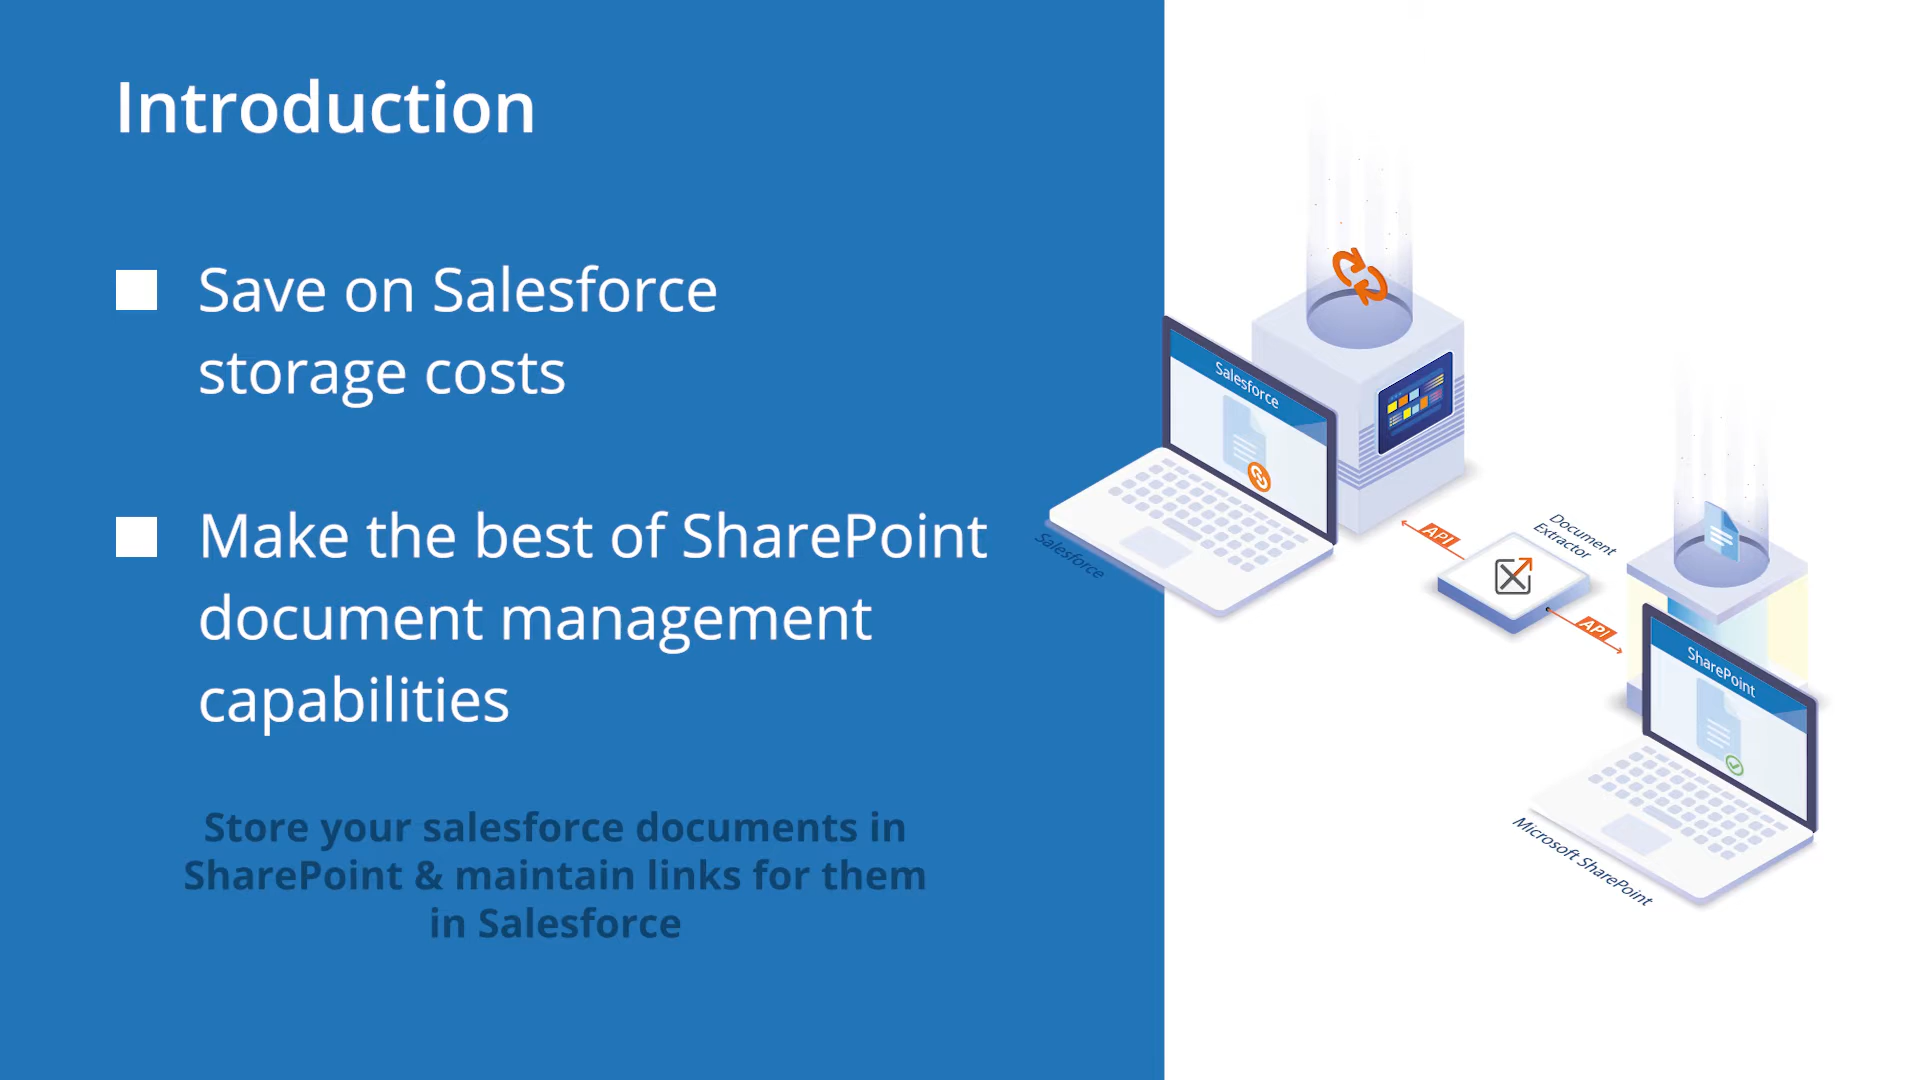 Introduction
Save on Salesforce
storage costs
Make the best of SharePoint
document management
capabilities
Store your salesforce documents in
SharePoint & maintain links for them
in Salesforce
Salesforce
Salesforce
API
Document
Extractor
API
SharePoint
Microsoft SharePoint